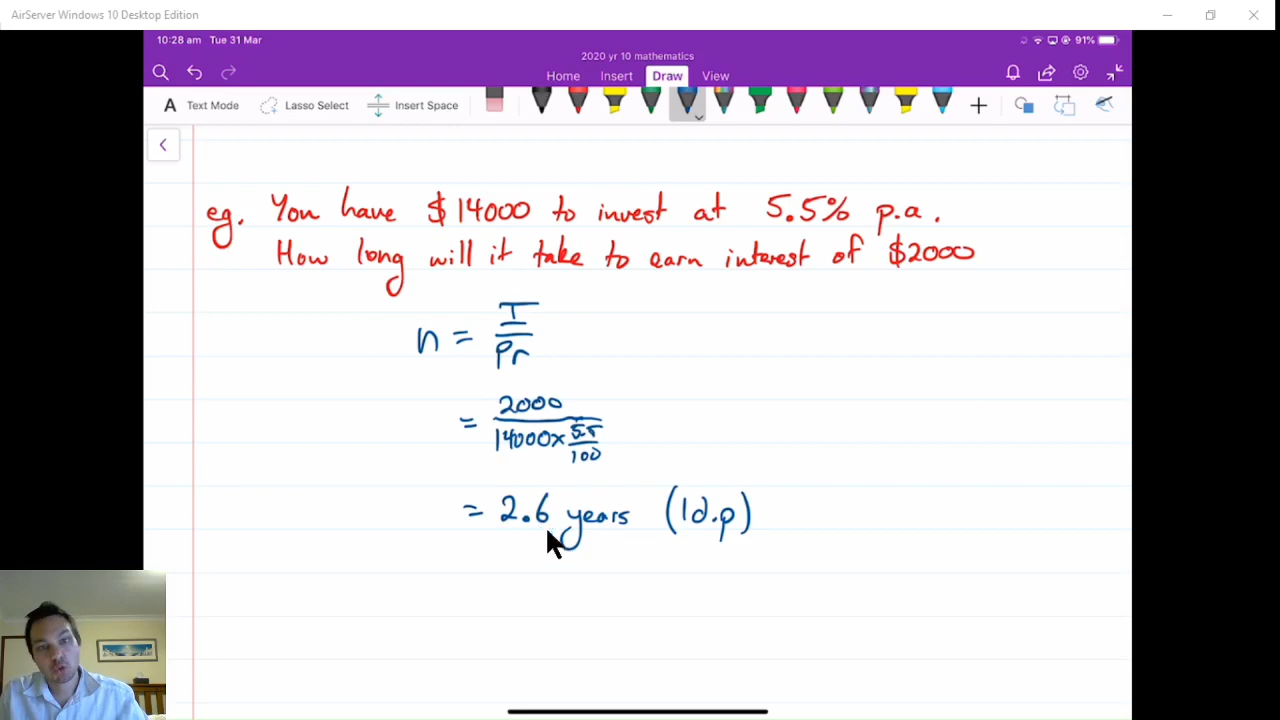 AirServer Windows 10 Desktop Edition
10:28 am Tue 31 Mar
91%
2020 yr 10 mathematics
Home Insert Draw View
A Text Mode Lasso Select Insert Space
eg. You have $14000 to invest at 5.5% p.a.
How long will it take to earn interest of $2000
n = I
Pr
= 2000
14000 x 5.5
100
= 2.6 years (1d.p)